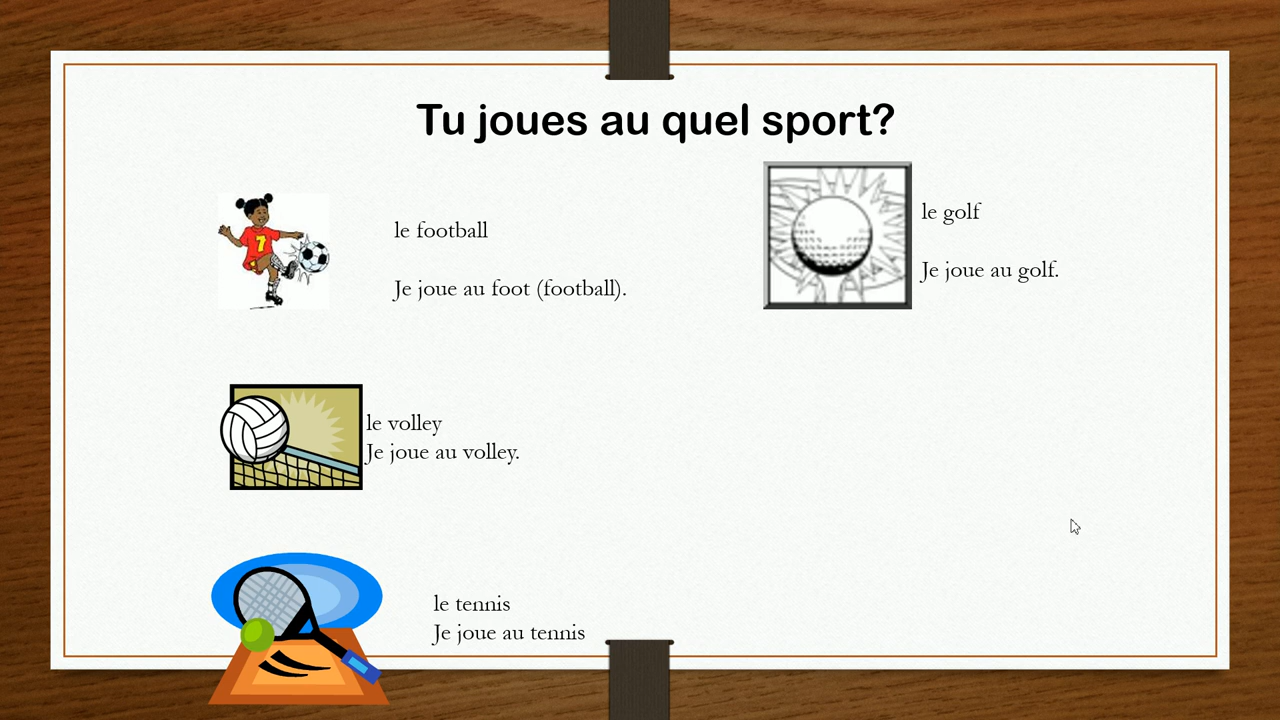 Tu joues au quel sport?
le football
Je joue au foot (football).
le golf
Je joue au golf.
le volley
Je joue au volley.
le tennis
Je joue au tennis
7